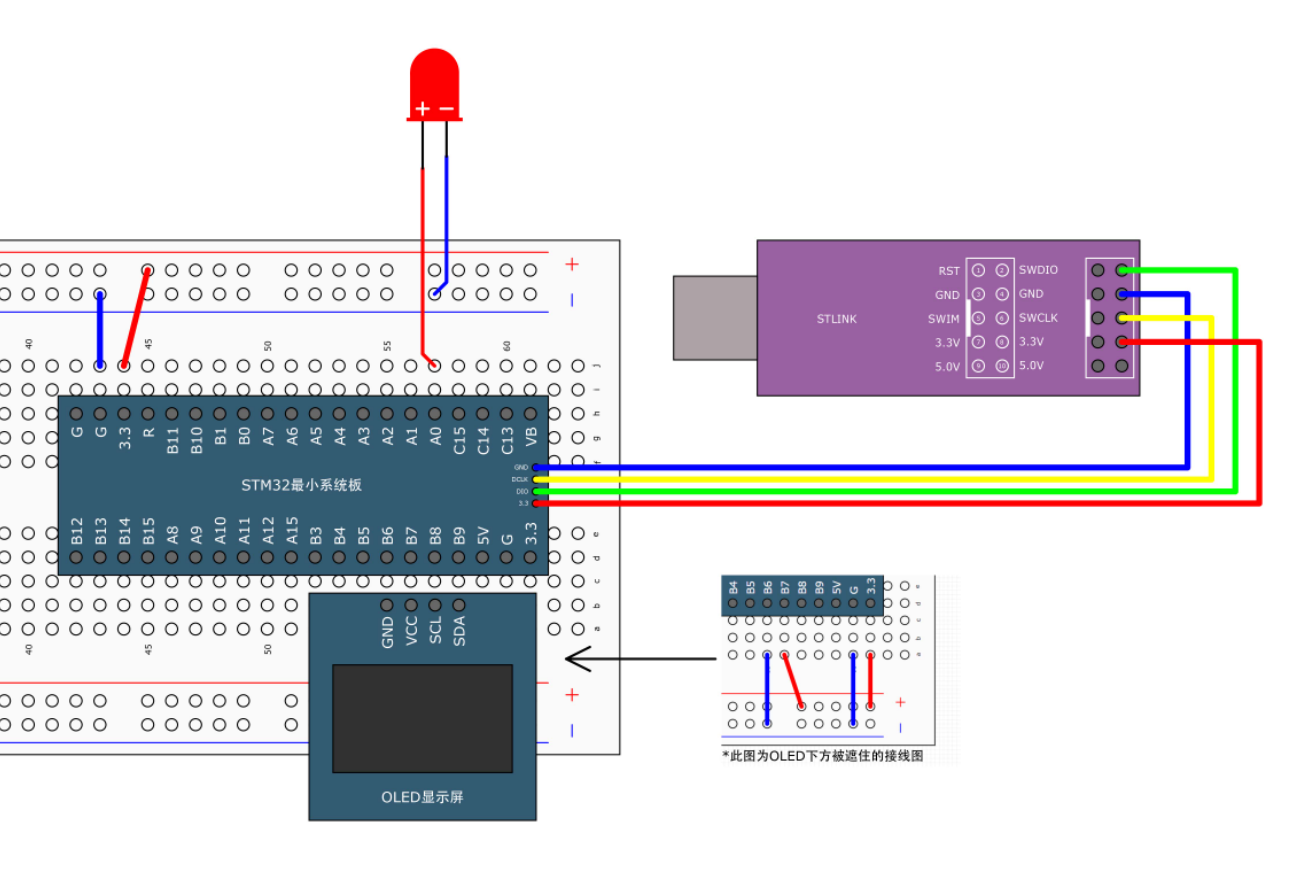 + −
+
−
40 45 50 55 60
j
i
h
g
f
G G 3.3 R B11 B10 B1 B0 A7 A6 A5 A4 A3 A2 A1 A0 C15 C14 C13 VB
GND
DCLK
DIO
3.3
STM32最小系统板
B12 B13 B14 B15 A8 A9 A10 A11 A12 A15 B3 B4 B5 B6 B7 B8 B9 5V G 3.3
e
d
c
b
a
40 45 50
+
−
GND VCC SCL SDA
OLED显示屏
STLINK
RST 1 2 SWDIO
GND 3 4 GND
SWIM 5 6 SWCLK
3.3V 7 8 3.3V
5.0V 9 10 5.0V
B4 B5 B6 B7 B8 B9 5V G 3.3
e
d
c
b
a
+
−
*此图为OLED下方被遮住的接线图